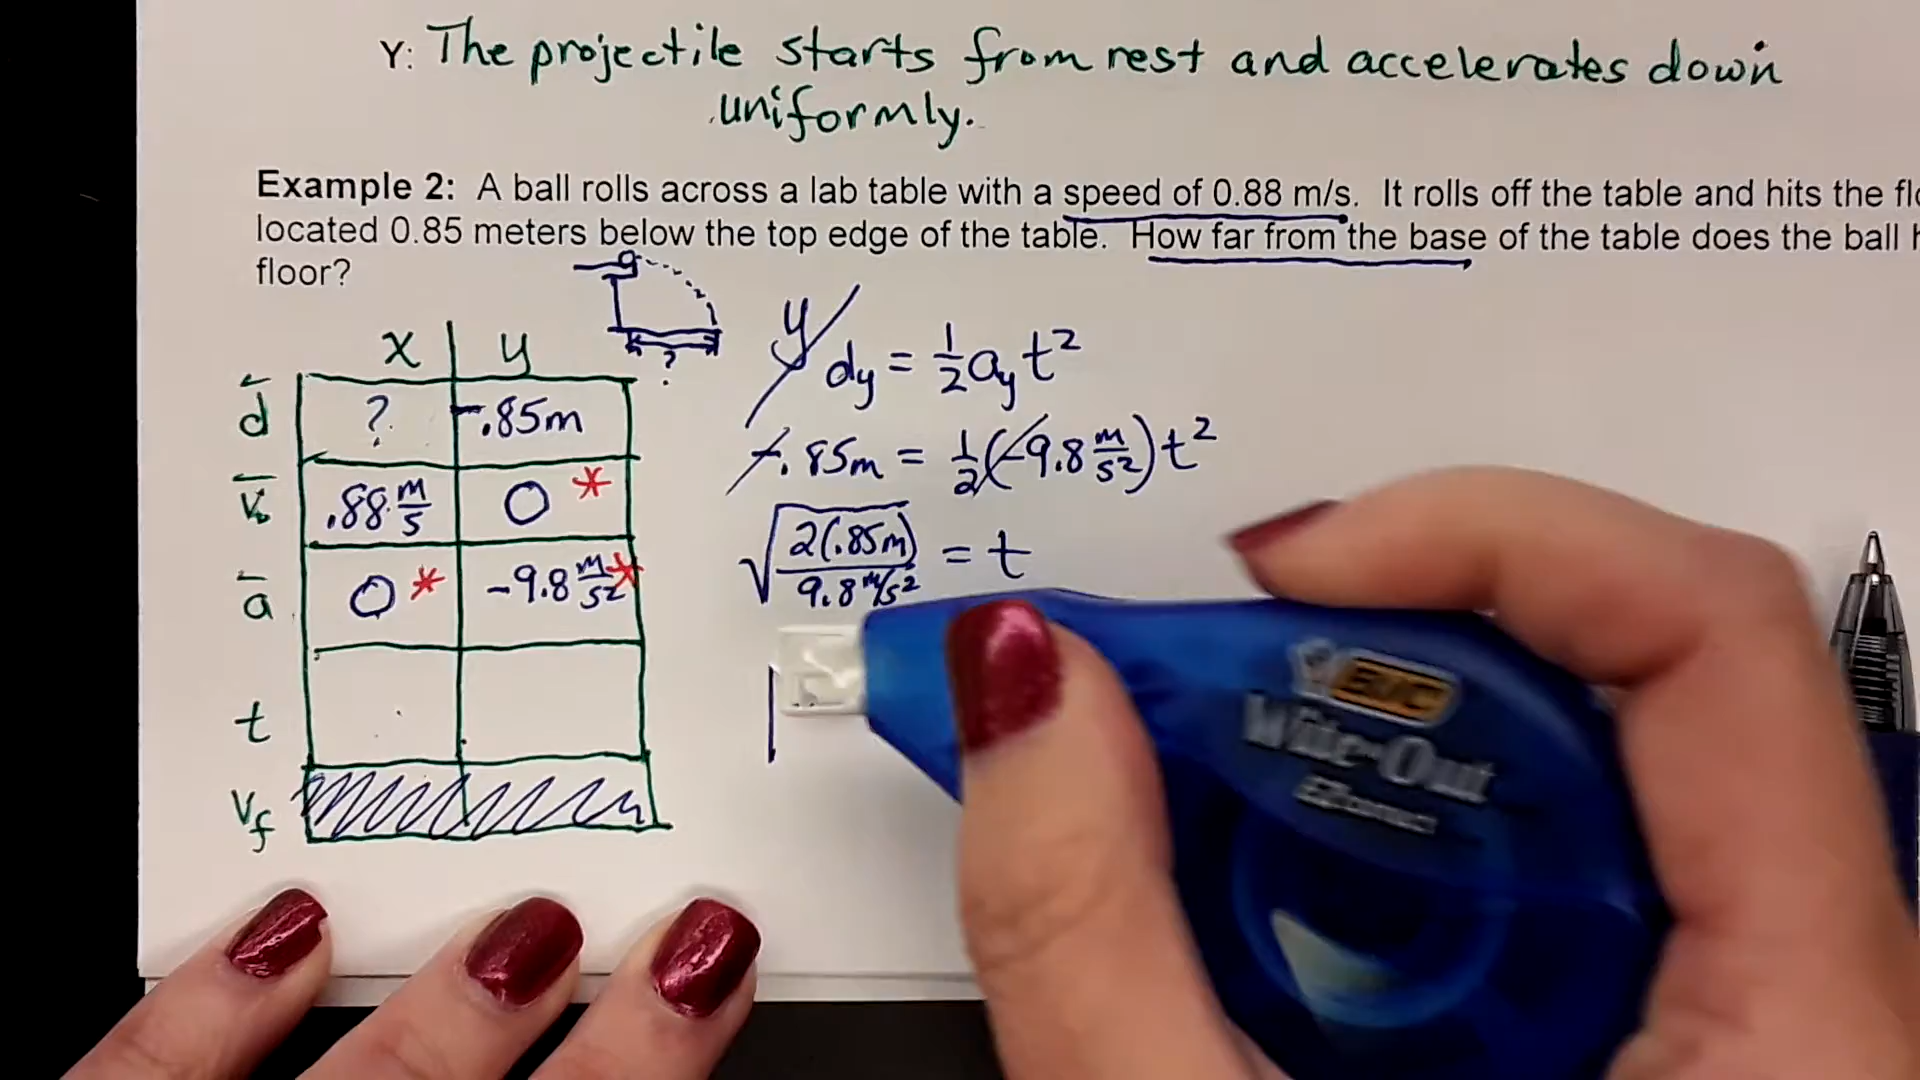 Y: The projectile starts from rest and accelerates down
uniformly.
Example 2: A ball rolls across a lab table with a speed of 0.88 m/s. It rolls off the table and hits the
located 0.85 meters below the top edge of the table. How far from the base of the table does the ball
floor?
?
x y
d ? -.85m
v₀ .88 m/s 0 *
a 0 * -9.8 m/s² *
t
Vf
y dy = ½ ay t²
-.85m = ½(-9.8 m/s²)t²
√(2(.85m)/9.8 m/s²) = t
BIC
Wite-Out